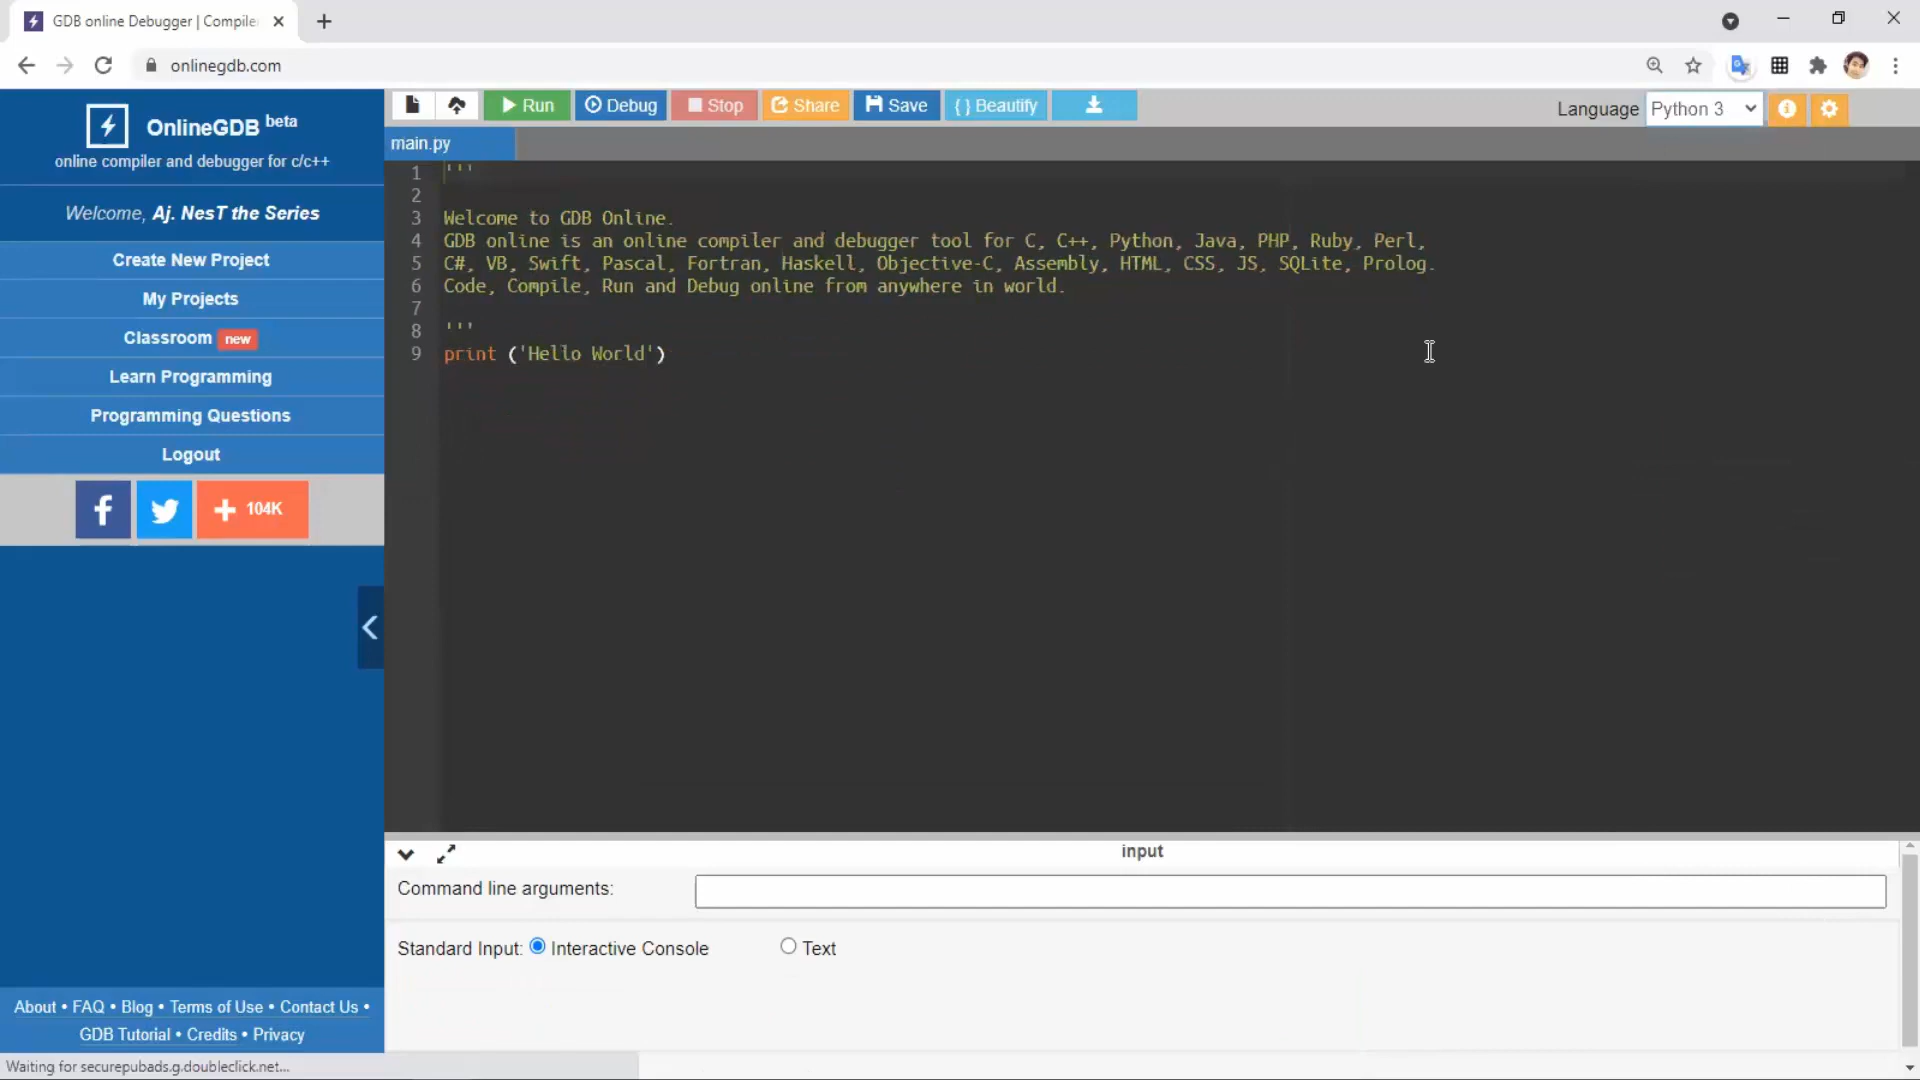 GDB online Debugger | Compile
onlinegdb.com
OnlineGDB beta
online compiler and debugger for c/c++
Welcome, Aj. NesT the Series
Create New Project
My Projects
Classroom new
Learn Programming
Programming Questions
Logout
104K
About • FAQ • Blog • Terms of Use • Contact Us •
GDB Tutorial • Credits • Privacy
Waiting for securepubads.g.doubleclick.net...
Run Debug Stop Share Save { } Beautify
Language Python 3
main.py
1 '''
2
3 Welcome to GDB Online.
4 GDB online is an online compiler and debugger tool for C, C++, Python, Java, PHP, Ruby, Perl,
5 C#, VB, Swift, Pascal, Fortran, Haskell, Objective-C, Assembly, HTML, CSS, JS, SQLite, Prolog.
6 Code, Compile, Run and Debug online from anywhere in world.
7
8 '''
9 print ('Hello World')
input
Command line arguments:
Standard Input: Interactive Console Text